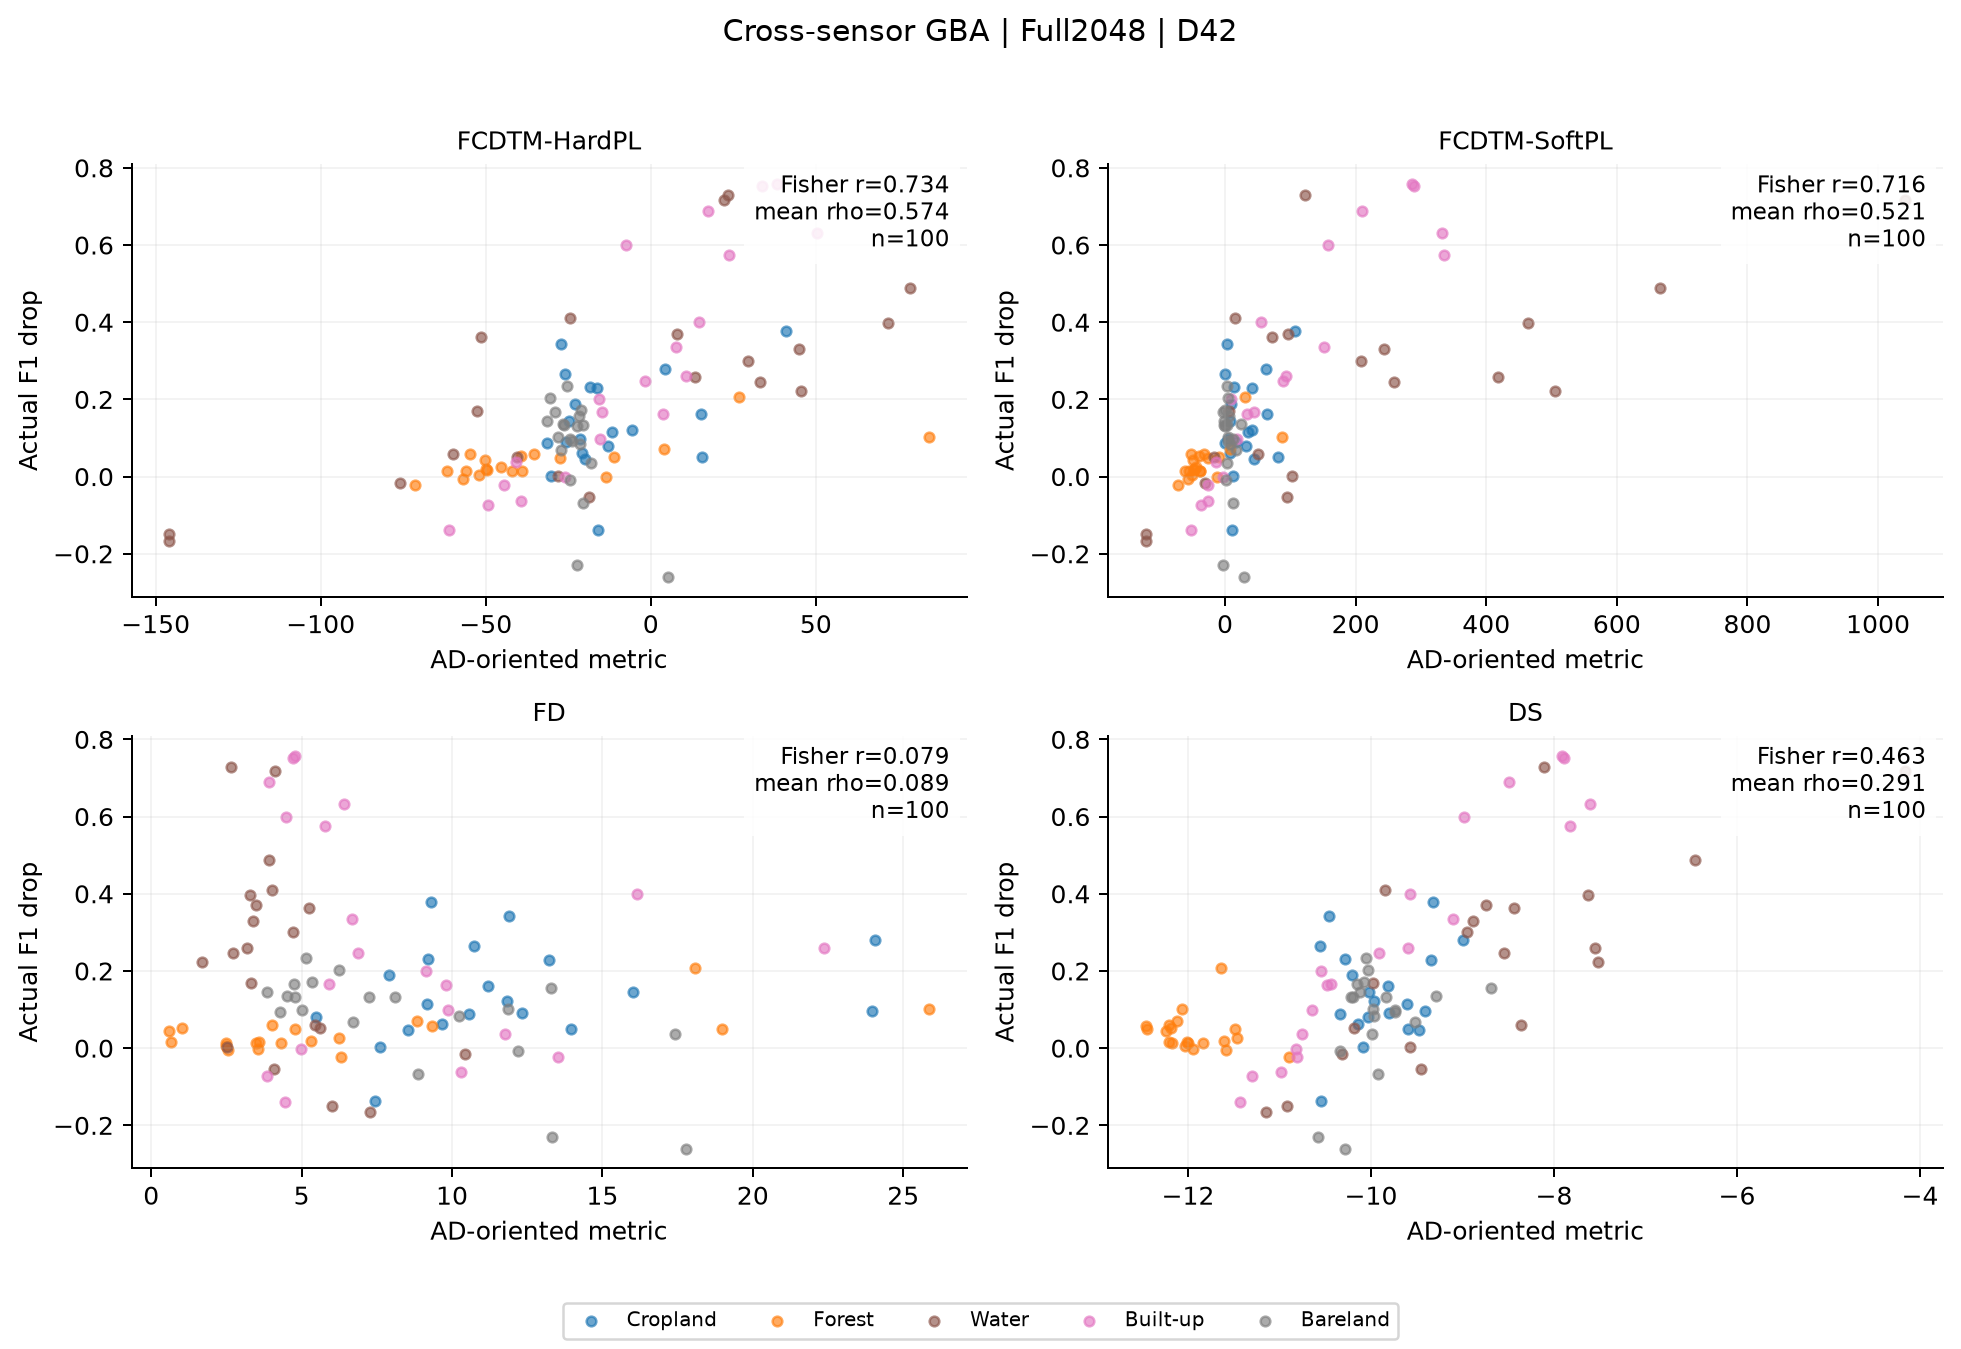 Cross-sensor GBA | Full2048 | D42
FCDTM-HardPL
Fisher r=0.734
mean rho=0.574
n=100
Actual F1 drop
0.8
0.6
0.4
0.2
0.0
−0.2
−150
−100
−50
0
50
AD-oriented metric
FCDTM-SoftPL
Fisher r=0.716
mean rho=0.521
n=100
Actual F1 drop
0.8
0.6
0.4
0.2
0.0
−0.2
0
200
400
600
800
1000
AD-oriented metric
FD
Fisher r=0.079
mean rho=0.089
n=100
Actual F1 drop
0.8
0.6
0.4
0.2
0.0
−0.2
0
5
10
15
20
25
AD-oriented metric
DS
Fisher r=0.463
mean rho=0.291
n=100
Actual F1 drop
0.8
0.6
0.4
0.2
0.0
−0.2
−12
−10
−8
−6
−4
AD-oriented metric
Cropland
Forest
Water
Built-up
Bareland